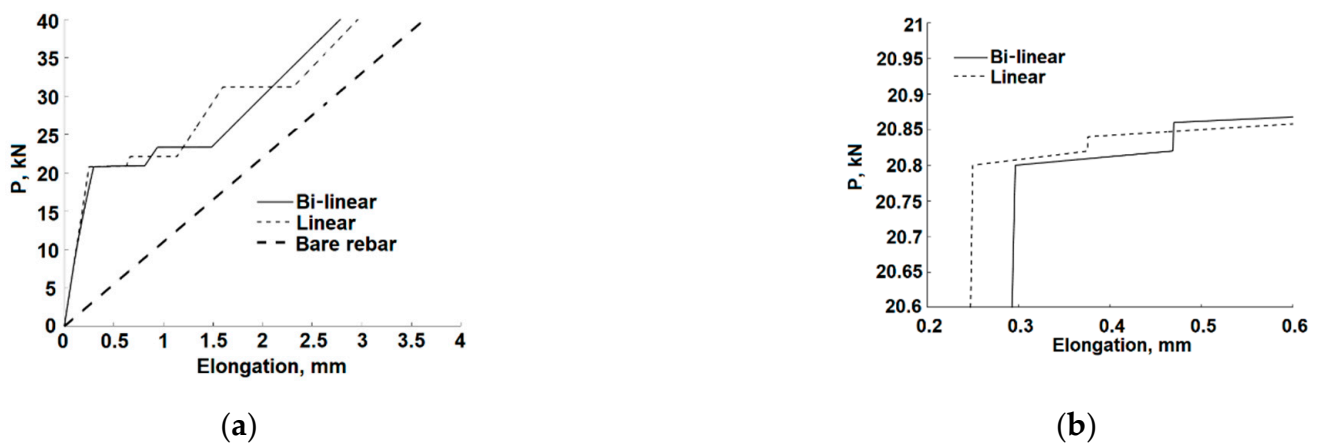 40
35
30
25
20
15
10
5
0
P, kN
Bi-linear
Linear
Bare rebar
0 0.5 1 1.5 2 2.5 3 3.5 4
Elongation, mm
(a)
21
20.95
20.9
20.85
20.8
20.75
20.7
20.65
20.6
P, kN
Bi-linear
Linear
0.2 0.3 0.4 0.5 0.6
Elongation, mm
(b)